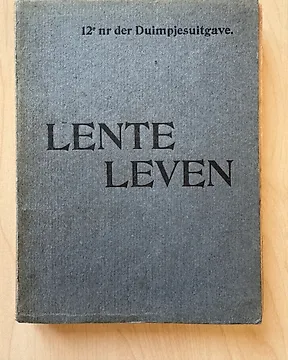 12e nr der Duimpjesuitgave.
LENTE
LEVEN